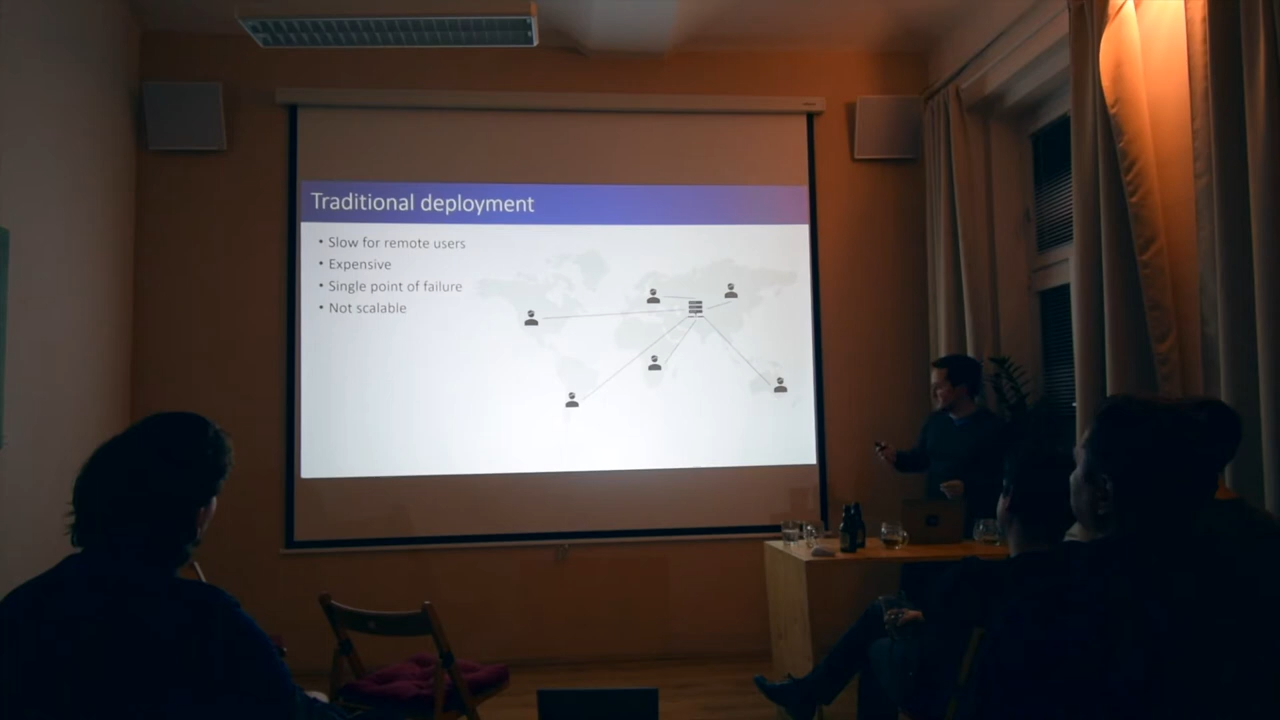 Traditional deployment
• Slow for remote users
• Expensive
• Single point of failure
• Not scalable